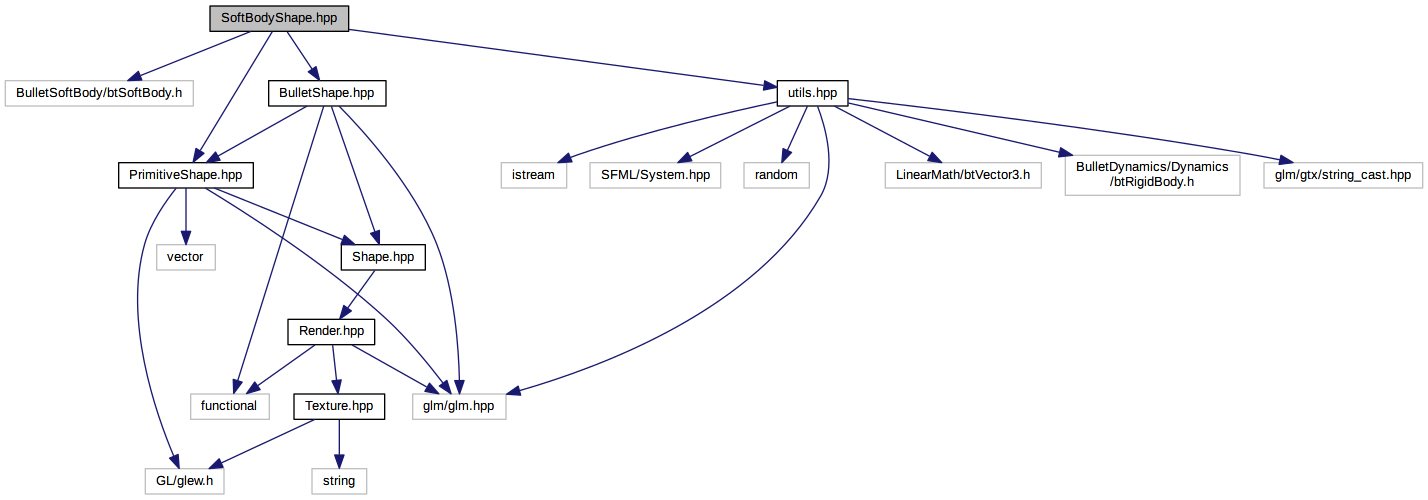 SoftBodyShape.hpp
BulletSoftBody/btSoftBody.h
BulletShape.hpp
utils.hpp
PrimitiveShape.hpp
istream
SFML/System.hpp
random
LinearMath/btVector3.h
BulletDynamics/Dynamics
/btRigidBody.h
glm/gtx/string_cast.hpp
vector
Shape.hpp
Render.hpp
functional
Texture.hpp
glm/glm.hpp
GL/glew.h
string